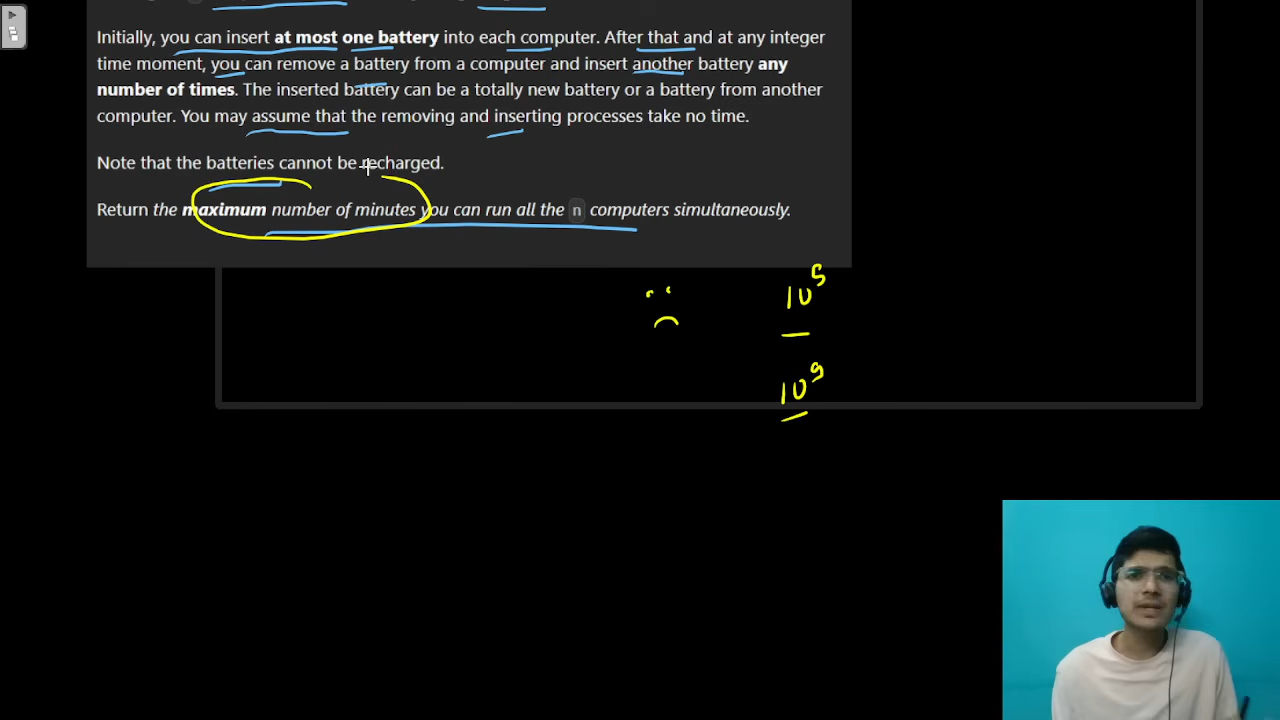 Initially, you can insert at most one battery into each computer. After that and at any integer
time moment, you can remove a battery from a computer and insert another battery any
number of times. The inserted battery can be a totally new battery or a battery from another
computer. You may assume that the removing and inserting processes take no time.
Note that the batteries cannot be recharged.
Return the maximum number of minutes you can run all the n computers simultaneously.
10^5
10^9